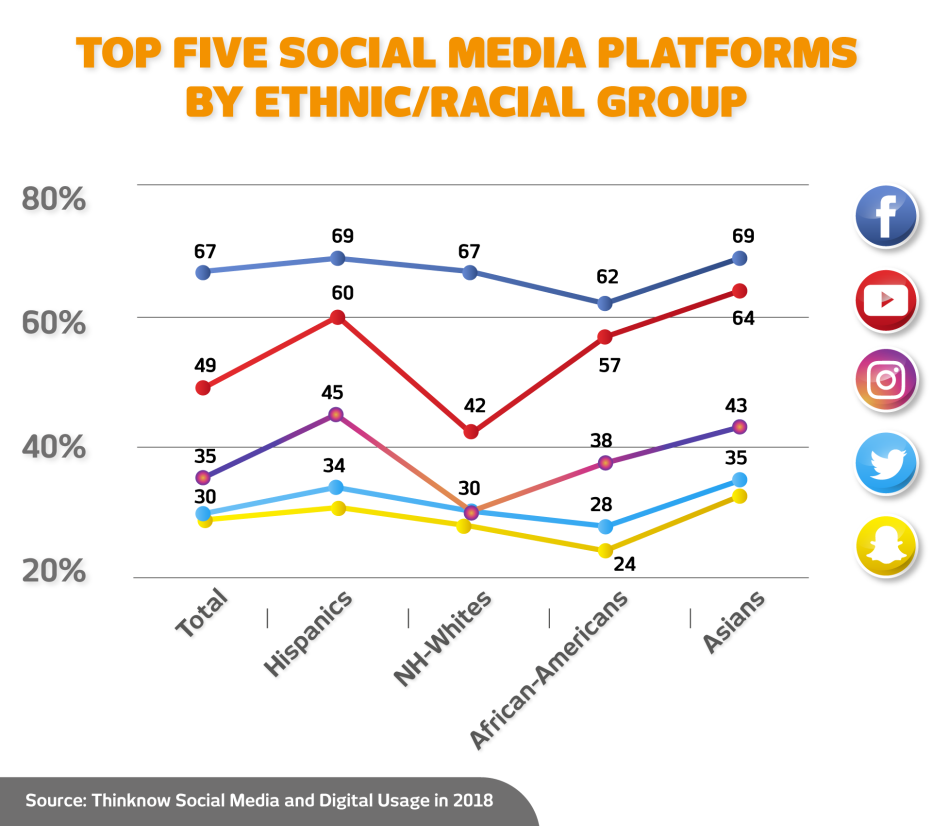 TOP FIVE SOCIAL MEDIA PLATFORMS
BY ETHNIC/RACIAL GROUP
80%
60%
40%
20%
67
69
67
62
69
49
60
42
57
64
35
45
30
38
43
30
34
28
35
24
Total
Hispanics
NH-Whites
African-Americans
Asians
f
Source: Thinknow Social Media and Digital Usage in 2018